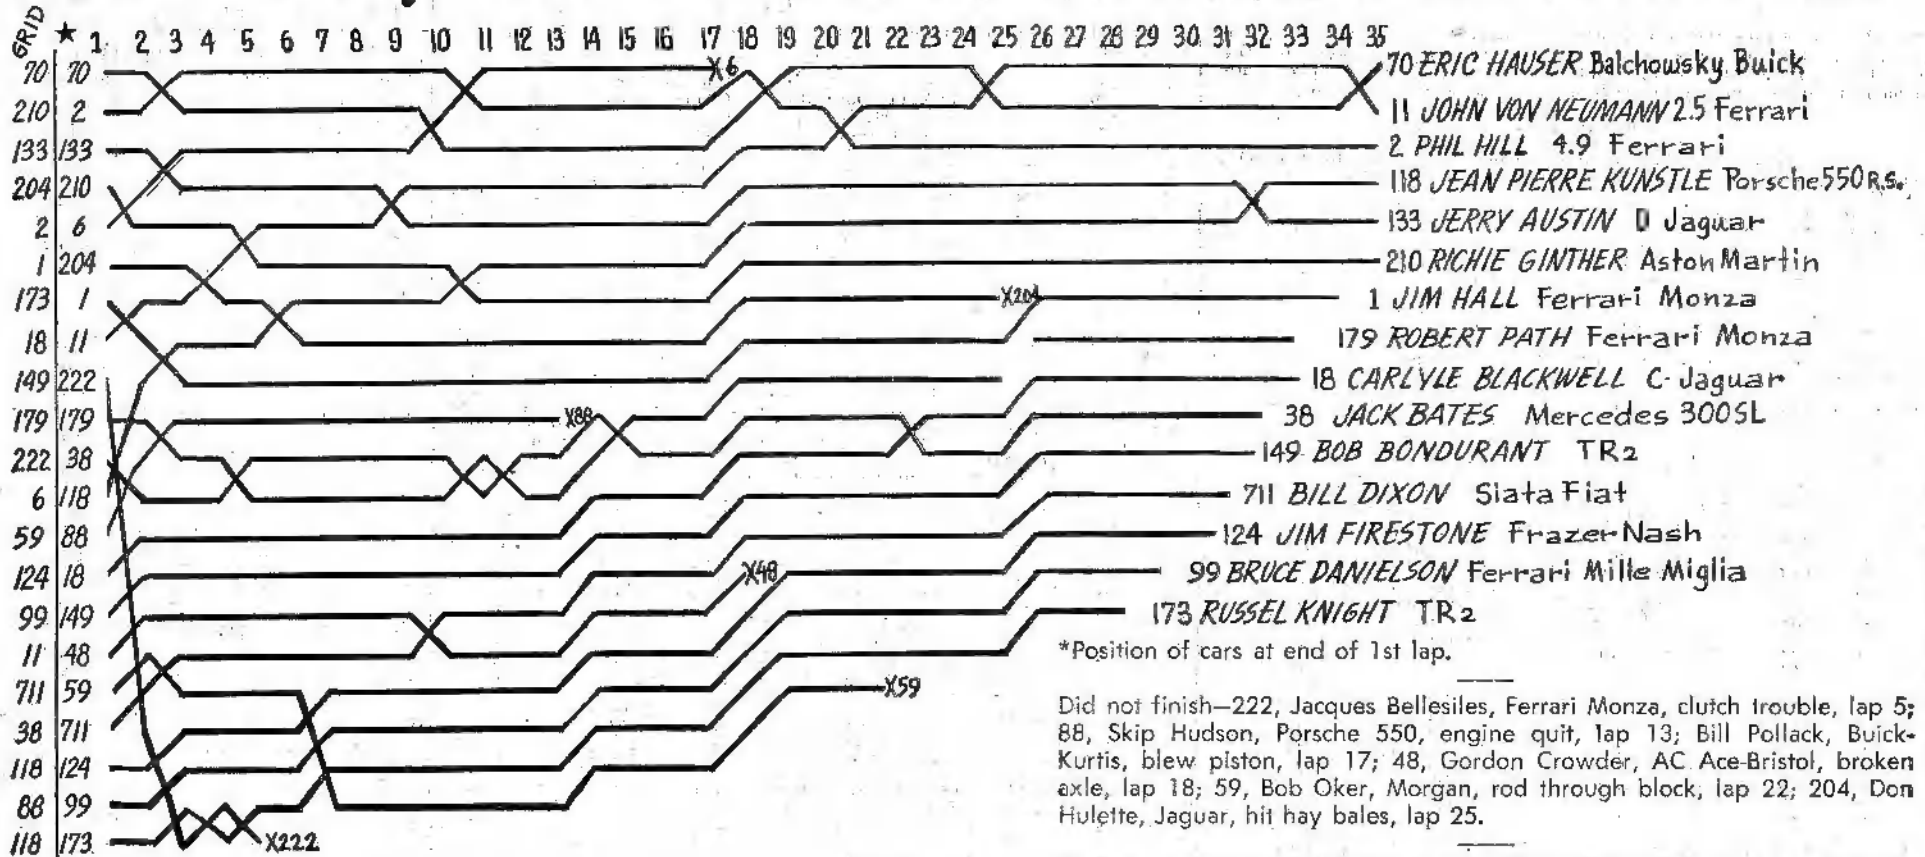 GRID ★ 1 2 3 4 5 6 7 8 9 10 11 12 13 14 15 16 17 18 19 20 21 22 23 24 25 26 27 28 29 30 31 32 33 34 35
70 70 X6 70 ERIC HAUSER Balchowsky Buick
210 2 11 JOHN VON NEUMANN 2.5 Ferrari
133 133 2 PHIL HILL 4.9 Ferrari
204 210 118 JEAN PIERRE KUNSTLE Porsche 550 R.S.
2 6 133 JERRY AUSTIN D Jaguar
1 204 210 RICHIE GINTHER Aston Martin
173 1 X204 1 JIM HALL Ferrari Monza
18 11 179 ROBERT PATH Ferrari Monza
149 222 18 CARLYLE BLACKWELL C-Jaguar
179 179 X88 38 JACK BATES Mercedes 300SL
222 38 149 BOB BONDURANT TR2
6 118 711 BILL DIXON Siata Fiat
59 88 124 JIM FIRESTONE Frazer-Nash
124 18 X48 99 BRUCE DANIELSON Ferrari Mille Miglia
99 149 173 RUSSEL KNIGHT TR2
11 48 *Position of cars at end of 1st lap.
711 59 X59
38 711
118 124
88 99
118 173 X222
Did not finish—222, Jacques Bellesiles, Ferrari Monza, clutch trouble, lap 5;
88, Skip Hudson, Porsche 550, engine quit, lap 13; Bill Pollack, Buick-
Kurtis, blew piston, lap 17; 48, Gordon Crowder, AC Ace-Bristol, broken
axle, lap 18; 59, Bob Oker, Morgan, rod through block, lap 22; 204, Don
Hulette, Jaguar, hit hay bales, lap 25.